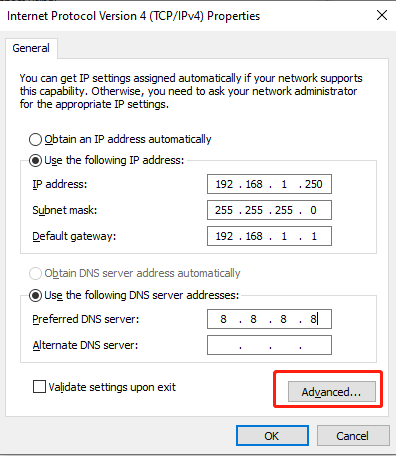 Internet Protocol Version 4 (TCP/IPv4) Properties
General
You can get IP settings assigned automatically if your network supports
this capability. Otherwise, you need to ask your network administrator
for the appropriate IP settings.
Obtain an IP address automatically
Use the following IP address:
IP address: 192 . 168 . 1 . 250
Subnet mask: 255 . 255 . 255 . 0
Default gateway: 192 . 168 . 1 . 1
Obtain DNS server address automatically
Use the following DNS server addresses:
Preferred DNS server: 8 . 8 . 8 . 8
Alternate DNS server: . . .
Validate settings upon exit
Advanced...
OK Cancel